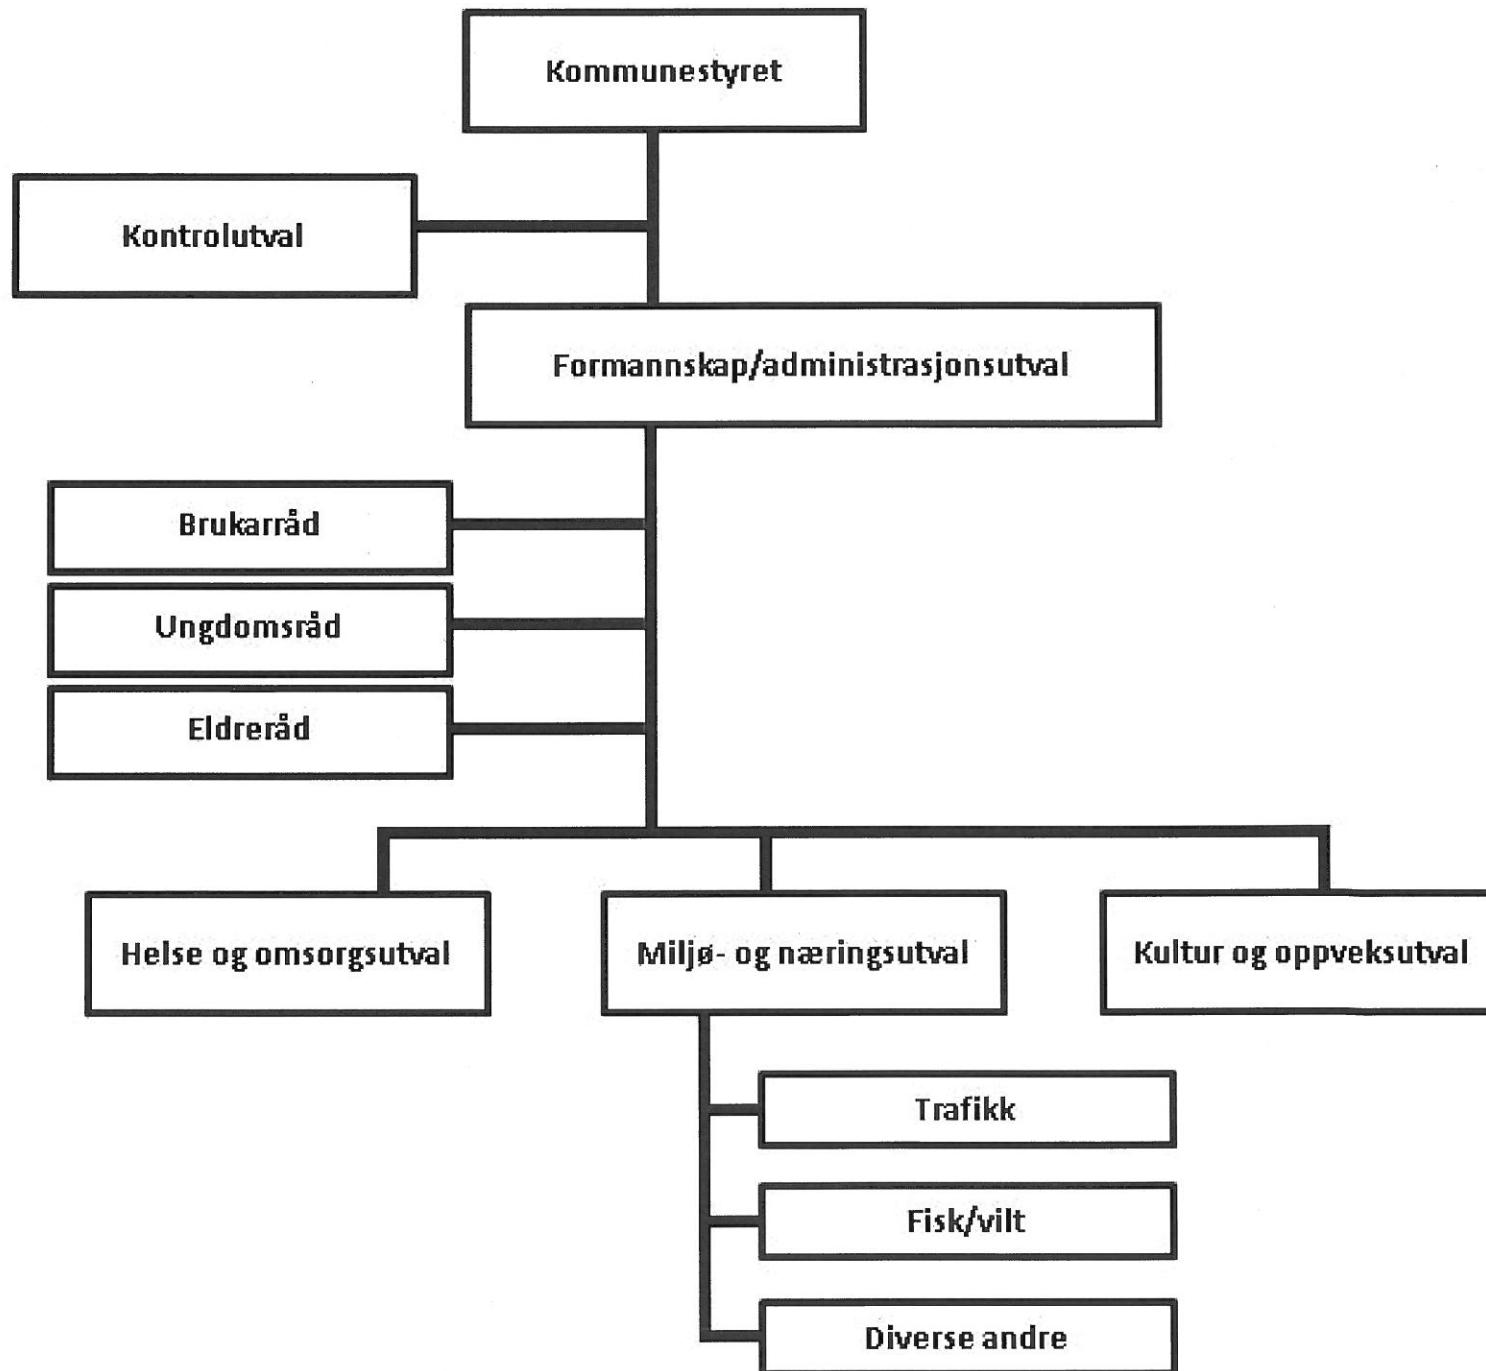 Kommunestyret
Kontrolutval
Formannskap/administrasjonsutval
Brukarråd
Ungdomsråd
Eldreråd
Helse og omsorgsutval
Miljø- og næringsutval
Kultur og oppveksutval
Trafikk
Fisk/vilt
Diverse andre